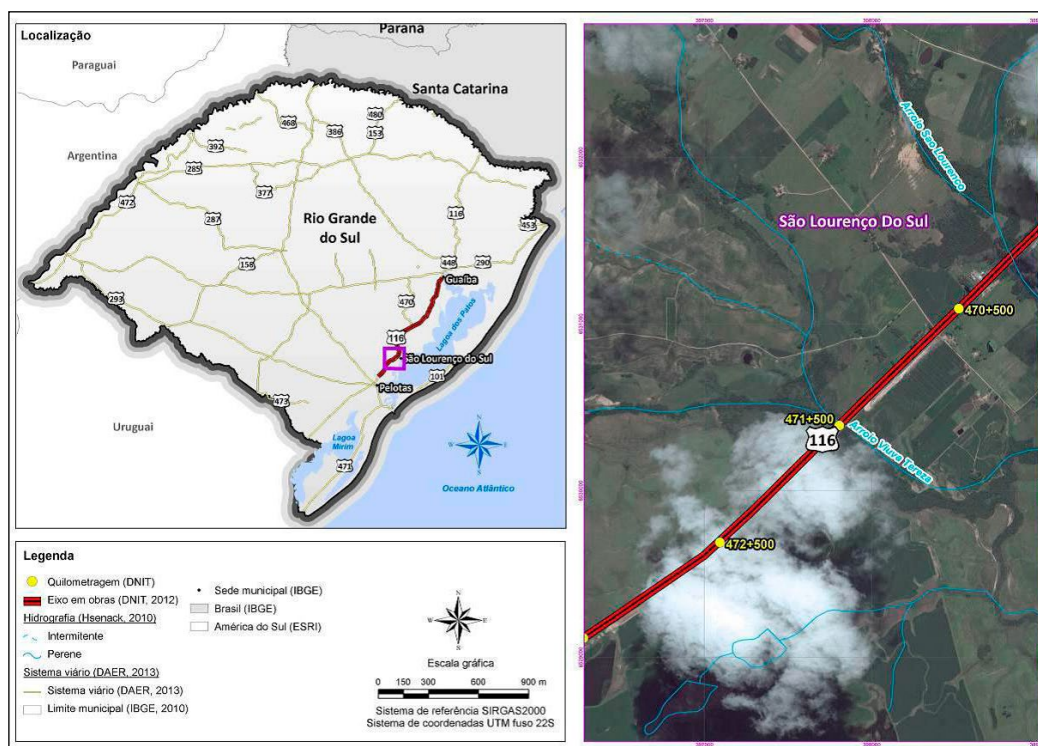 Localização
Paraná
Paraguai
Santa Catarina
480
468
386
153
392
Argentina
285
377
472
116
287
Rio Grande
do Sul
453
158
448
290
Guaíba
293
470
Lagoa dos Patos
116
São Lourenço do Sul
101
Pelotas
473
Uruguai
Lagoa
Mirim
471
N
W
E
S
Oceano Atlântico
Legenda
Quilometragem (DNIT)
Eixo em obras (DNIT, 2012)
Hidrografia (Hsenack, 2010)
Intermitente
Perene
Sistema viário (DAER, 2013)
Sistema viário (DAER, 2013)
Limite municipal (IBGE, 2010)
Sede municipal (IBGE)
Brasil (IBGE)
América do Sul (ESRI)
N
W
E
S
Escala gráfica
0 150 300 600 900 m
Sistema de referência SIRGAS2000
Sistema de coordenadas UTM fuso 22S
Arroio Sao Lourenco
São Lourenço Do Sul
470+500
471+500
116
Arroio Viuva Tereza
472+500